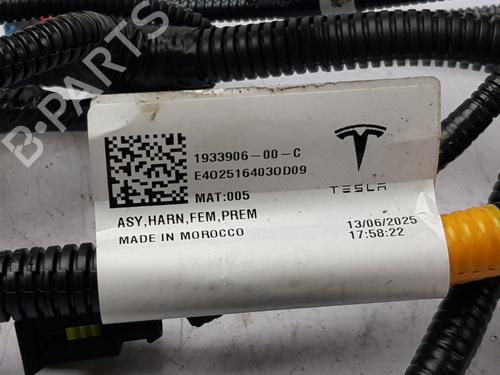 B-PARTS
1933906-00-C
E4025164030D09
MAT:005
TESLA
ASY,HARN,FEM,PREM
MADE IN MOROCCO
13/06/2025
17:58:22